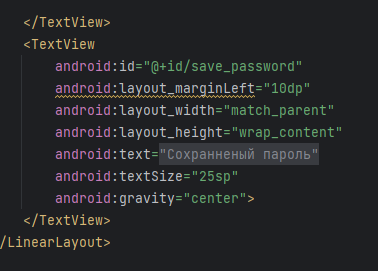 </TextView>
<TextView
android:id="@+id/save_password"
android:layout_marginLeft="10dp"
android:layout_width="match_parent"
android:layout_height="wrap_content"
android:text="Сохранненый пароль"
android:textSize="25sp"
android:gravity="center">
</TextView>
/LinearLayout>